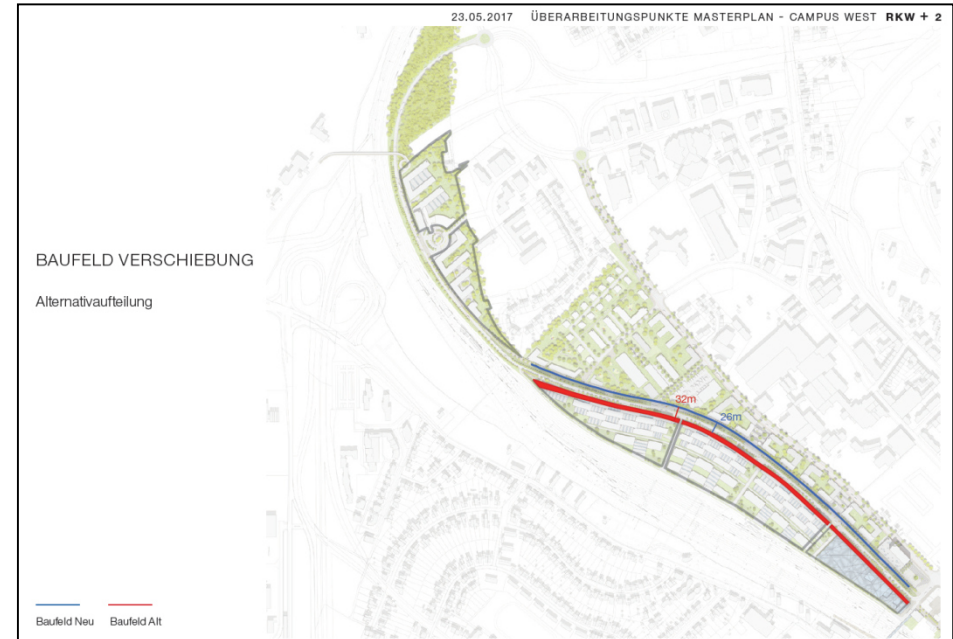 23.05.2017 ÜBERARBEITUNGSPUNKTE MASTERPLAN - CAMPUS WEST RKW + 2
BAUFELD VERSCHIEBUNG
Alternativaufteilung
32m
26m
Baufeld Neu Baufeld Alt